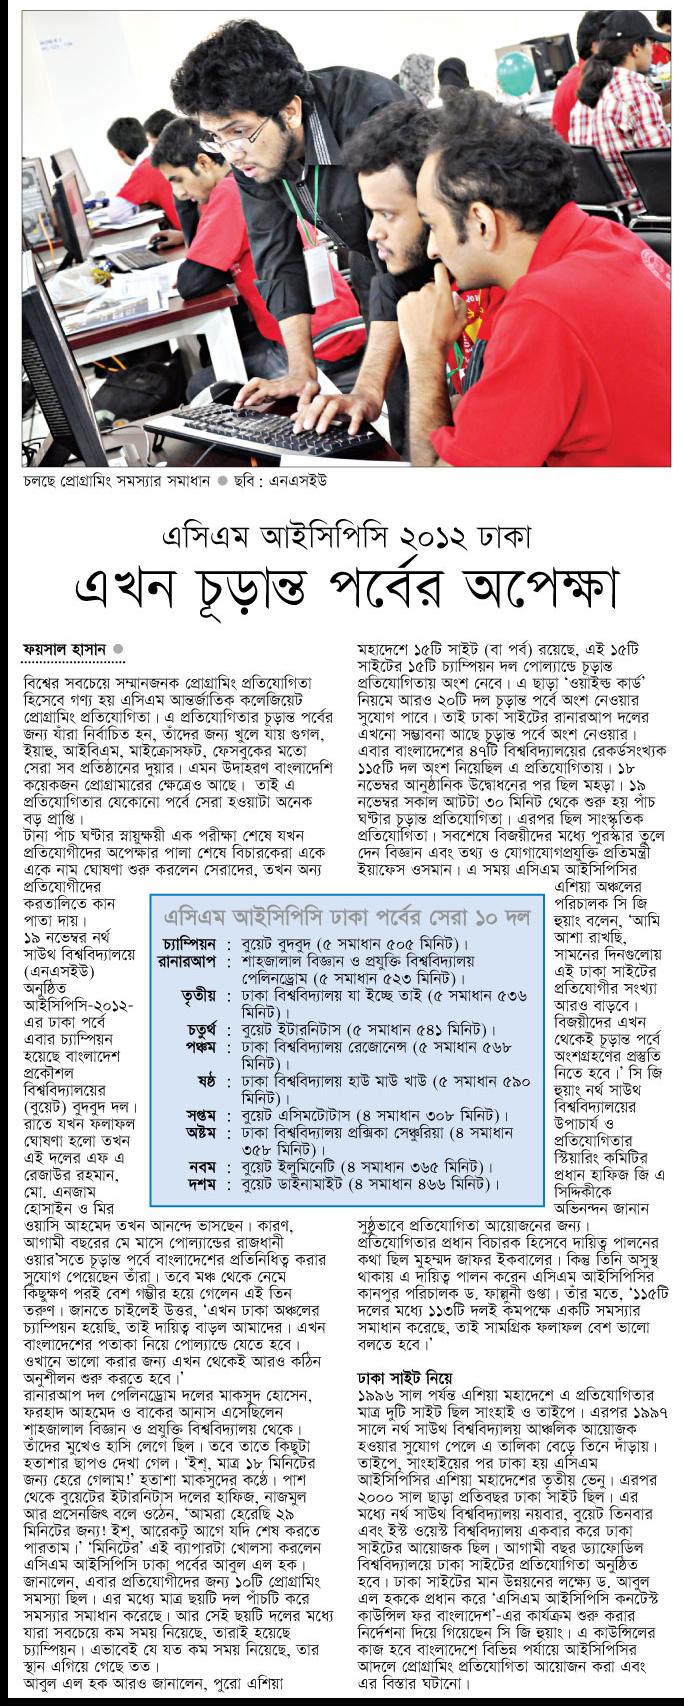 চলছে প্রোগ্রামিং সমস্যার সমাধান ● ছবি : এনএসইউ
এসিএম আইসিপিসি ২০১২ ঢাকা
এখন চূড়ান্ত পর্বের অপেক্ষা
ফয়সাল হাসান ●
বিশ্বের সবচেয়ে সম্মানজনক প্রোগ্রামিং প্রতিযোগিতা
হিসেবে গণ্য হয় এসিএম আন্তর্জাতিক কলেজিয়েট
প্রোগ্রামিং প্রতিযোগিতা। এ প্রতিযোগিতার চূড়ান্ত পর্বের
জন্য যাঁরা নির্বাচিত হন, তাঁদের জন্য খুলে যায় গুগল,
ইয়াহু, আইবিএম, মাইক্রোসফট, ফেসবুকের মতো
সেরা সব প্রতিষ্ঠানের দুয়ার। এমন উদাহরণ বাংলাদেশি
কয়েকজন প্রোগ্রামারের ক্ষেত্রেও আছে। তাই এ
প্রতিযোগিতার যেকোনো পর্বে সেরা হওয়াটা অনেক
বড় প্রাপ্তি।
টানা পাঁচ ঘণ্টার স্নায়ুক্ষয়ী এক পরীক্ষা শেষে যখন
প্রতিযোগীদের অপেক্ষার পালা শেষে বিচারকেরা একে
একে নাম ঘোষণা শুরু করলেন সেরাদের, তখন অন্য
প্রতিযোগীদের
করতালিতে কান
পাতা দায়।
১৯ নভেম্বর নর্থ
সাউথ বিশ্ববিদ্যালয়ে
(এনএসইউ)
অনুষ্ঠিত
আইসিপিসি-২০১২-
এর ঢাকা পর্বে
এবার চ্যাম্পিয়ন
হয়েছে বাংলাদেশ
প্রকৌশল
বিশ্ববিদ্যালয়ের
(বুয়েট) বুদবুদ দল।
রাতে যখন ফলাফল
ঘোষণা হলো তখন
এই দলের এফ এ
রেজাউর রহমান,
মো. এনজাম
হোসাইন ও মির
ওয়াসি আহমেদ তখন আনন্দে ভাসছেন। কারণ,
আগামী বছরের মে মাসে পোল্যান্ডের রাজধানী
ওয়ার'সতে চূড়ান্ত পর্বে বাংলাদেশের প্রতিনিধিত্ব করার
সুযোগ পেয়েছেন তাঁরা। তবে মঞ্চ থেকে নেমে
কিছুক্ষণ পরই বেশ গম্ভীর হয়ে গেলেন এই তিন
তরুণ। জানতে চাইলেই উত্তর, ‘এখন ঢাকা অঞ্চলের
চ্যাম্পিয়ন হয়েছি, তাই দায়িত্ব বাড়ল আমাদের। এখন
বাংলাদেশের পতাকা নিয়ে পোল্যান্ডে যেতে হবে।
ওখানে ভালো করার জন্য এখন থেকেই আরও কঠিন
অনুশীলন শুরু করতে হবে।’
রানারআপ দল পেলিনড্রোম দলের মাকসুদ হোসেন,
ফরহাদ আহমেদ ও বাকের আনাস এসেছিলেন
শাহজালাল বিজ্ঞান ও প্রযুক্তি বিশ্ববিদ্যালয় থেকে।
তাঁদের মুখেও হাসি লেগে ছিল। তবে তাতে কিছুটা
হতাশার ছাপও দেখা গেল। ‘ইশ্, মাত্র ১৮ মিনিটের
জন্য হেরে গেলাম!’ হতাশা মাকসুদের কণ্ঠে। পাশ
থেকে বুয়েটের ইটারনিটাস দলের হাফিজ, নাজমুল
আর প্রসেনজিৎ বলে ওঠেন, ‘আমরা হেরেছি ২৯
মিনিটের জন্য! ইশ্, আরেকটু আগে যদি শেষ করতে
পারতাম।’ ‘মিনিটের’ এই ব্যাপারটা খোলসা করলেন
এসিএম আইসিপিসি ঢাকা পর্বের আবুল এল হক।
জানালেন, এবার প্রতিযোগীদের জন্য ১০টি প্রোগ্রামিং
সমস্যা ছিল। এর মধ্যে মাত্র ছয়টি দল পাঁচটি করে
সমস্যার সমাধান করেছে। আর সেই ছয়টি দলের মধ্যে
যারা সবচেয়ে কম সময় নিয়েছে, তারাই হয়েছে
চ্যাম্পিয়ন। এভাবেই যে যত কম সময় নিয়েছে, তার
স্থান এগিয়ে গেছে তত।
আবুল এল হক আরও জানালেন, পুরো এশিয়া
এসিএম আইসিপিসি ঢাকা পর্বের সেরা ১০ দল
চ্যাম্পিয়ন : বুয়েট বুদবুদ (৫ সমাধান ৫০৫ মিনিট)।
রানারআপ : শাহজালাল বিজ্ঞান ও প্রযুক্তি বিশ্ববিদ্যালয়
পেলিনড্রোম (৫ সমাধান ৫২৩ মিনিট)।
তৃতীয় : ঢাকা বিশ্ববিদ্যালয় যা ইচ্ছে তাই (৫ সমাধান ৫৩৬
মিনিট)।
চতুর্থ : বুয়েট ইটারনিটাস (৫ সমাধান ৫৪১ মিনিট)।
পঞ্চম : ঢাকা বিশ্ববিদ্যালয় রেজোনেন্স (৫ সমাধান ৫৬৮
মিনিট)।
ষষ্ঠ : ঢাকা বিশ্ববিদ্যালয় হাউ মাউ খাউ (৫ সমাধান ৫৯০
মিনিট)।
সপ্তম : বুয়েট এসিমটোটাস (৪ সমাধান ৩০৮ মিনিট)।
অষ্টম : ঢাকা বিশ্ববিদ্যালয় প্রক্সিকা সেঞ্চুরিয়া (৪ সমাধান
৩৫৮ মিনিট)।
নবম : বুয়েট ইলুমিনেটি (৪ সমাধান ৩৬৫ মিনিট)।
দশম : বুয়েট ডাইনামাইট (৪ সমাধান ৪৬৬ মিনিট)।
মহাদেশে ১৫টি সাইট (বা পর্ব) রয়েছে, এই ১৫টি
সাইটের ১৫টি চ্যাম্পিয়ন দল পোল্যান্ডে চূড়ান্ত
প্রতিযোগিতায় অংশ নেবে। এ ছাড়া ‘ওয়াইল্ড কার্ড’
নিয়মে আরও ২০টি দল চূড়ান্ত পর্বে অংশ নেওয়ার
সুযোগ পাবে। তাই ঢাকা সাইটের রানারআপ দলের
এখনো সম্ভাবনা আছে চূড়ান্ত পর্বে অংশ নেওয়ার।
এবার বাংলাদেশের ৪৭টি বিশ্ববিদ্যালয়ের রেকর্ডসংখ্যক
১১৫টি দল অংশ নিয়েছিল এ প্রতিযোগিতায়। ১৮
নভেম্বর আনুষ্ঠানিক উদ্বোধনের পর ছিল মহড়া। ১৯
নভেম্বর সকাল আটটা ৩০ মিনিট থেকে শুরু হয় পাঁচ
ঘণ্টার চূড়ান্ত প্রতিযোগিতা। এরপর ছিল সাংস্কৃতিক
প্রতিযোগিতা। সবশেষে বিজয়ীদের মধ্যে পুরস্কার তুলে
দেন বিজ্ঞান এবং তথ্য ও যোগাযোগপ্রযুক্তি প্রতিমন্ত্রী
ইয়াফেস ওসমান। এ সময় এসিএম আইসিপিসির
এশিয়া অঞ্চলের
পরিচালক সি জি
হুয়াং বলেন, ‘আমি
আশা রাখছি,
সামনের দিনগুলোয়
এই ঢাকা সাইটের
প্রতিযোগীর সংখ্যা
আরও বাড়বে।
বিজয়ীদের এখন
থেকেই চূড়ান্ত পর্বে
অংশগ্রহণের প্রস্তুতি
নিতে হবে।’ সি জি
হুয়াং নর্থ সাউথ
বিশ্ববিদ্যালয়ের
উপাচার্য ও
প্রতিযোগিতার
স্টিয়ারিং কমিটির
প্রধান হাফিজ জি এ
সিদ্দিকীকে
অভিনন্দন জানান
সুষ্ঠুভাবে প্রতিযোগিতা আয়োজনের জন্য।
প্রতিযোগিতার প্রধান বিচারক হিসেবে দায়িত্ব পালনের
কথা ছিল মুহম্মদ জাফর ইকবালের। কিন্তু তিনি অসুস্থ
থাকায় এ দায়িত্ব পালন করেন এসিএম আইসিপিসির
কানপুর পরিচালক ড. ফাল্গুনী গুপ্তা। তাঁর মতে, ‘১১৫টি
দলের মধ্যে ১১৩টি দলই কমপক্ষে একটি সমস্যার
সমাধান করেছে, তাই সামগ্রিক ফলাফল বেশ ভালো
বলতে হবে।’
ঢাকা সাইট নিয়ে
১৯৯৬ সাল পর্যন্ত এশিয়া মহাদেশে এ প্রতিযোগিতার
মাত্র দুটি সাইট ছিল সাংহাই ও তাইপে। এরপর ১৯৯৭
সালে নর্থ সাউথ বিশ্ববিদ্যালয় আঞ্চলিক আয়োজক
হওয়ার সুযোগ পেলে এ তালিকা বেড়ে তিনে দাঁড়ায়।
তাইপে, সাংহাইয়ের পর ঢাকা হয় এসিএম
আইসিপিসির এশিয়া মহাদেশের তৃতীয় ভেনু। এরপর
২০০০ সাল ছাড়া প্রতিবছর ঢাকা সাইট ছিল। এর
মধ্যে নর্থ সাউথ বিশ্ববিদ্যালয় নয়বার, বুয়েট তিনবার
এবং ইস্ট ওয়েস্ট বিশ্ববিদ্যালয় একবার করে ঢাকা
সাইটের আয়োজক ছিল। আগামী বছর ড্যাফোডিল
বিশ্ববিদ্যালয়ে ঢাকা সাইটের প্রতিযোগিতা অনুষ্ঠিত
হবে। ঢাকা সাইটের মান উন্নয়নের লক্ষ্যে ড. আবুল
এল হককে প্রধান করে ‘এসিএম আইসিপিসি কনটেস্ট
কাউন্সিল ফর বাংলাদেশ’-এর কার্যক্রম শুরু করার
নির্দেশনা দিয়ে গিয়েছেন সি জি হুয়াং। এ কাউন্সিলের
কাজ হবে বাংলাদেশে বিভিন্ন পর্যায়ে আইসিপিসির
আদলে প্রোগ্রামিং প্রতিযোগিতা আয়োজন করা এবং
এর বিস্তার ঘটানো।